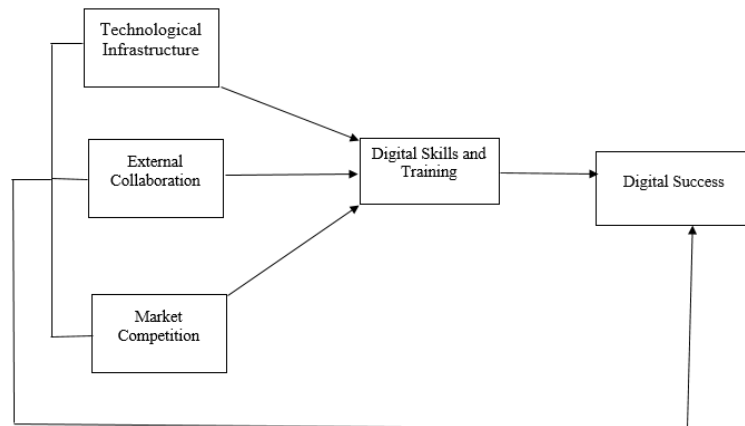 Technological
Infrastructure
External
Collaboration
Digital Skills and
Training
Digital Success
Market
Competition